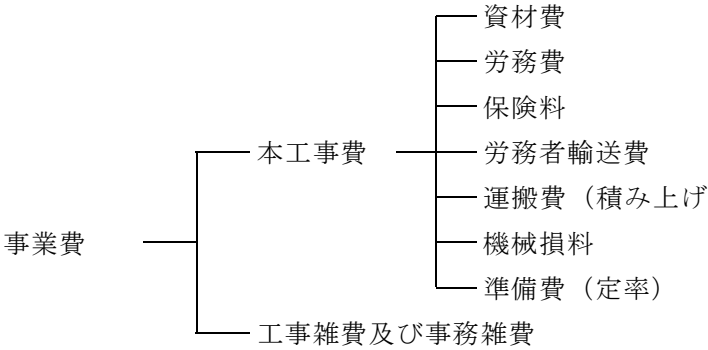 資材費
労務費
保険料
本工事費
労務者輸送費
運搬費（積み上げ
事業費
機械損料
準備費（定率）
工事雑費及び事務雑費